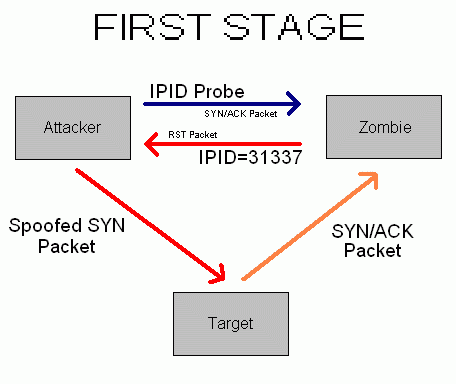 FIRST STAGE
IPID Probe
SYN/ACK Packet
Attacker
Zombie
RST Packet
IPID=31337
Spoofed SYN
Packet
SYN/ACK
Packet
Target